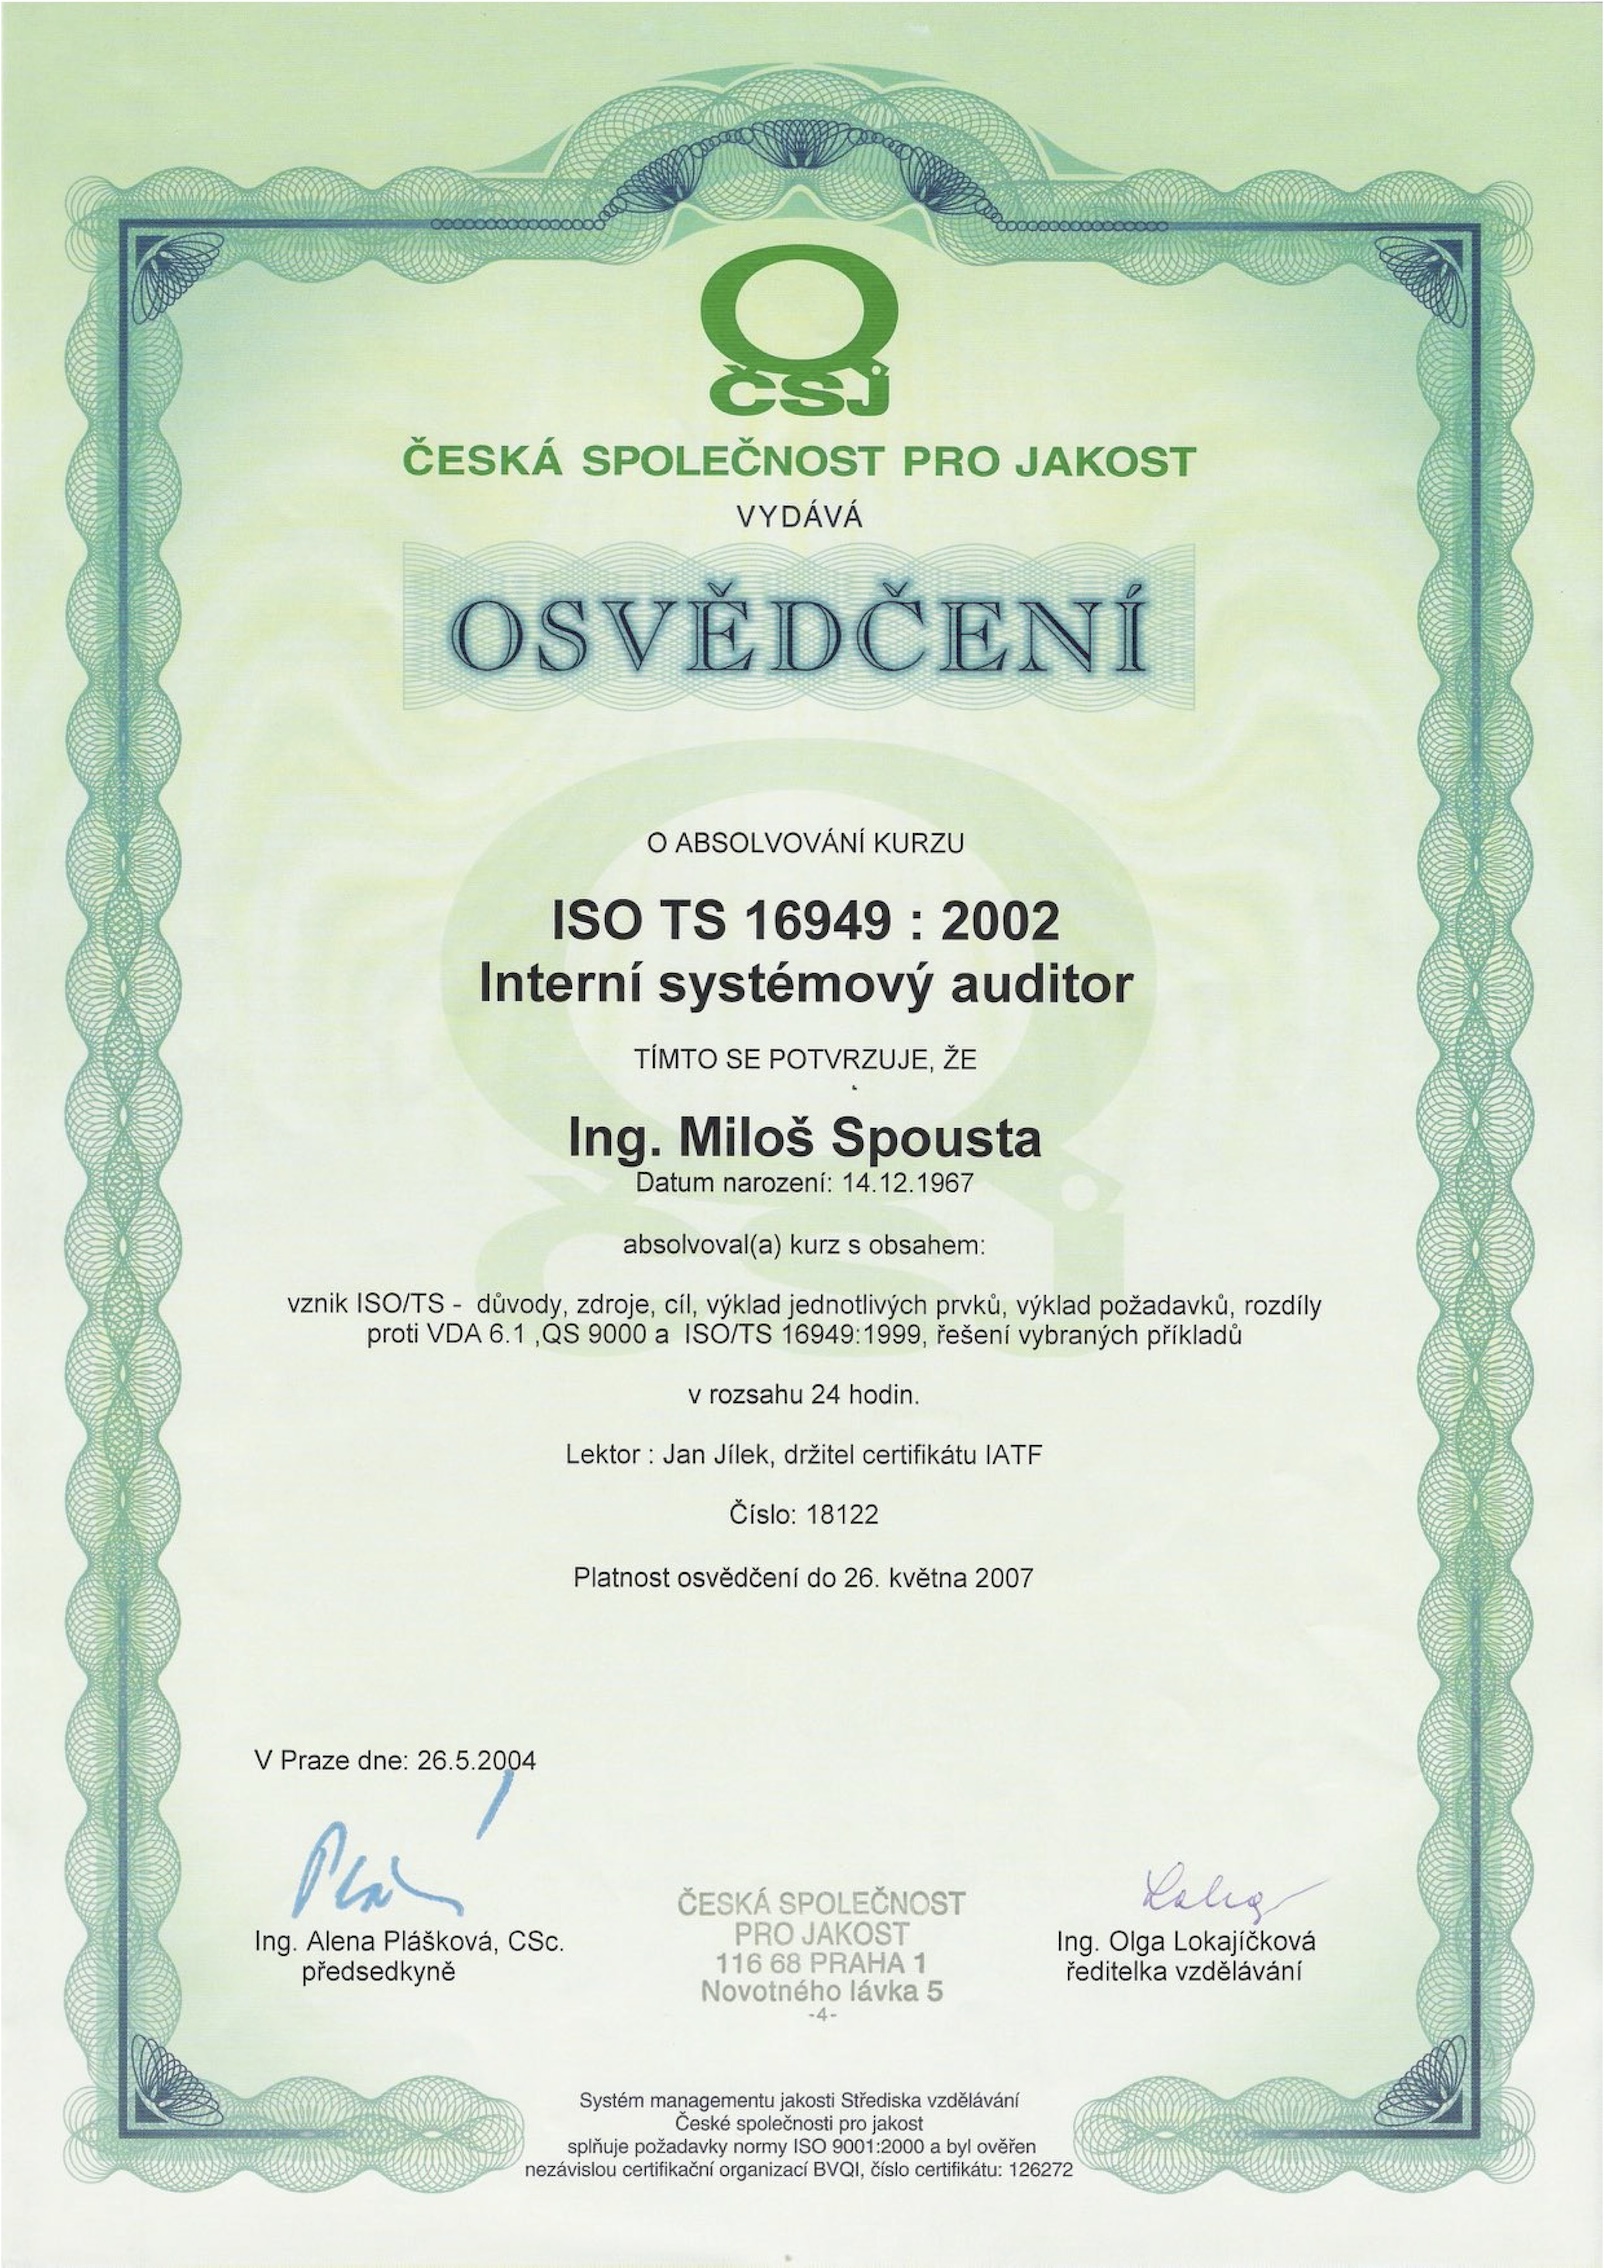 ČSJ
ČESKÁ SPOLEČNOST PRO JAKOST
VYDÁVÁ
OSVĚDČENÍ
O ABSOLVOVÁNÍ KURZU
ISO TS 16949 : 2002
Interní systémový auditor
TÍMTO SE POTVRZUJE, ŽE
Ing. Miloš Spousta
Datum narození: 14.12.1967
absolvoval(a) kurz s obsahem:
vznik ISO/TS - důvody, zdroje, cíl, výklad jednotlivých prvků, výklad požadavků, rozdíly
proti VDA 6.1 ,QS 9000 a ISO/TS 16949:1999, řešení vybraných příkladů
v rozsahu 24 hodin.
Lektor : Jan Jílek, držitel certifikátu IATF
Číslo: 18122
Platnost osvědčení do 26. května 2007
V Praze dne: 26.5.2004
Ing. Alena Plášková, CSc.
předsedkyně
ČESKÁ SPOLEČNOST
PRO JAKOST
116 68 PRAHA 1
Novotného lávka 5
-4-
Ing. Olga Lokajíčková
ředitelka vzdělávání
Systém managementu jakosti Střediska vzdělávání
České společnosti pro jakost
splňuje požadavky normy ISO 9001:2000 a byl ověřen
nezávislou certifikační organizací BVQI, číslo certifikátu: 126272